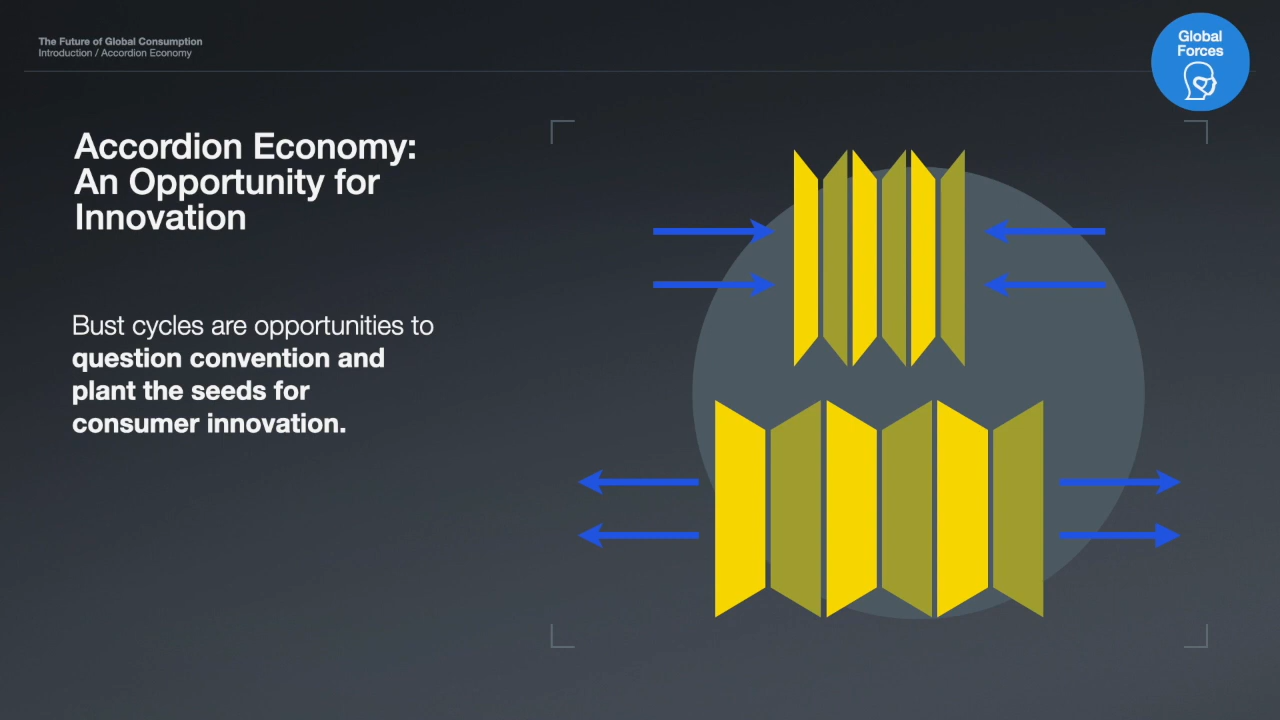 The Future of Global Consumption
Introduction / Accordion Economy
Global
Forces
Accordion Economy:
An Opportunity for
Innovation
Bust cycles are opportunities to
question convention and
plant the seeds for
consumer innovation.